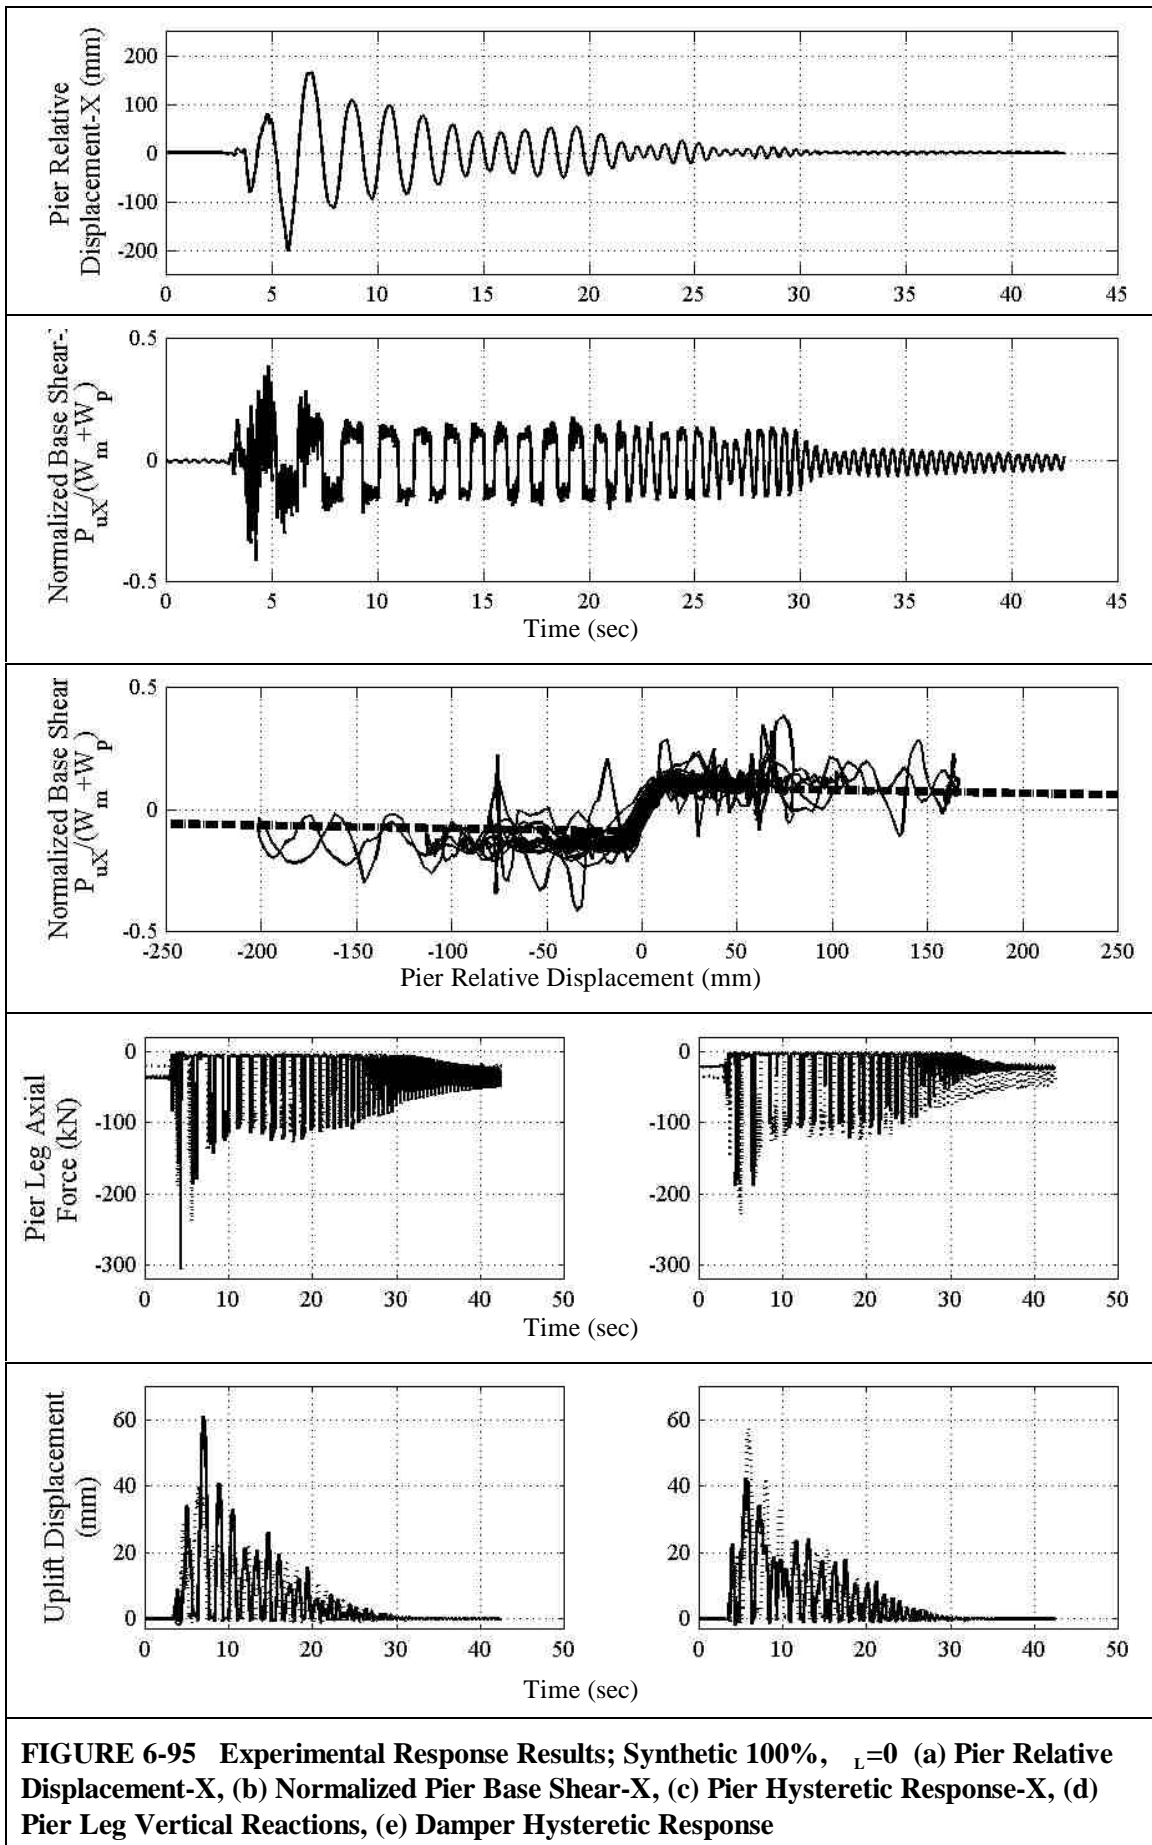 Pier Relative
Displacement-X (mm)
200
100
0
-100
-200
0 5 10 15 20 25 30 35 40 45
Normalized Base Shear-
P_uX/(W_m+W_p)
0.5
0
-0.5
0 5 10 15 20 25 30 35 40 45
Time (sec)
Normalized Base Shear
P_uX/(W_m+W_p)
0.5
0
-0.5
-250 -200 -150 -100 -50 0 50 100 150 200 250
Pier Relative Displacement (mm)
Pier Leg Axial
Force (kN)
0
-100
-200
-300
0 10 20 30 40 50
0
-100
-200
-300
0 10 20 30 40 50
Time (sec)
Uplift Displacement
(mm)
60
40
20
0
0 10 20 30 40 50
60
40
20
0
0 10 20 30 40 50
Time (sec)
FIGURE 6-95 Experimental Response Results; Synthetic 100%, _L=0 (a) Pier Relative
Displacement-X, (b) Normalized Pier Base Shear-X, (c) Pier Hysteretic Response-X, (d)
Pier Leg Vertical Reactions, (e) Damper Hysteretic Response